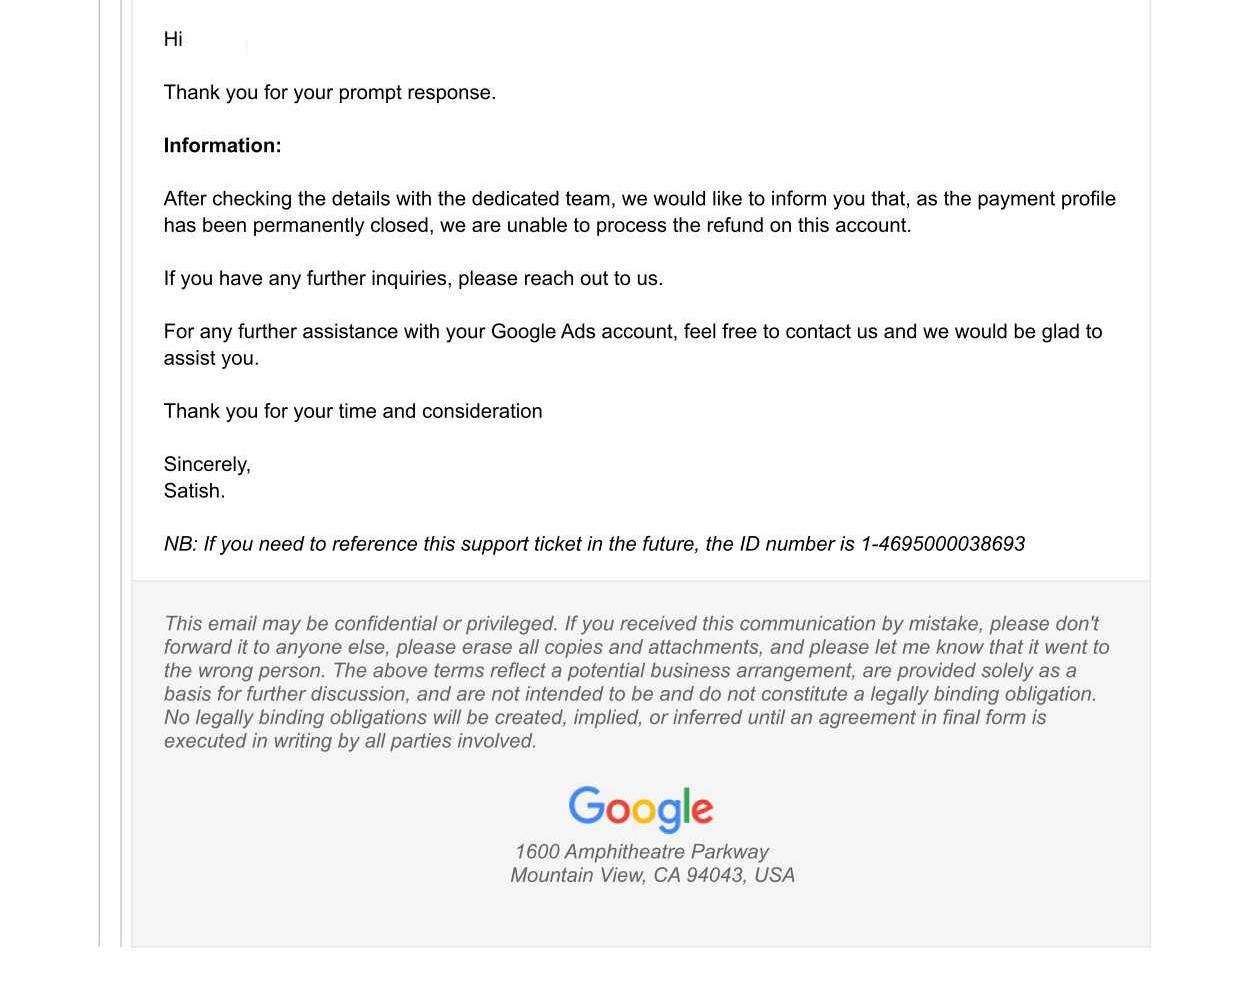 Hi
Thank you for your prompt response.
Information:
After checking the details with the dedicated team, we would like to inform you that, as the payment profile
has been permanently closed, we are unable to process the refund on this account.
If you have any further inquiries, please reach out to us.
For any further assistance with your Google Ads account, feel free to contact us and we would be glad to
assist you.
Thank you for your time and consideration
Sincerely,
Satish.
NB: If you need to reference this support ticket in the future, the ID number is 1-4695000038693
This email may be confidential or privileged. If you received this communication by mistake, please don't
forward it to anyone else, please erase all copies and attachments, and please let me know that it went to
the wrong person. The above terms reflect a potential business arrangement, are provided solely as a
basis for further discussion, and are not intended to be and do not constitute a legally binding obligation.
No legally binding obligations will be created, implied, or inferred until an agreement in final form is
executed in writing by all parties involved.
Google
1600 Amphitheatre Parkway
Mountain View, CA 94043, USA